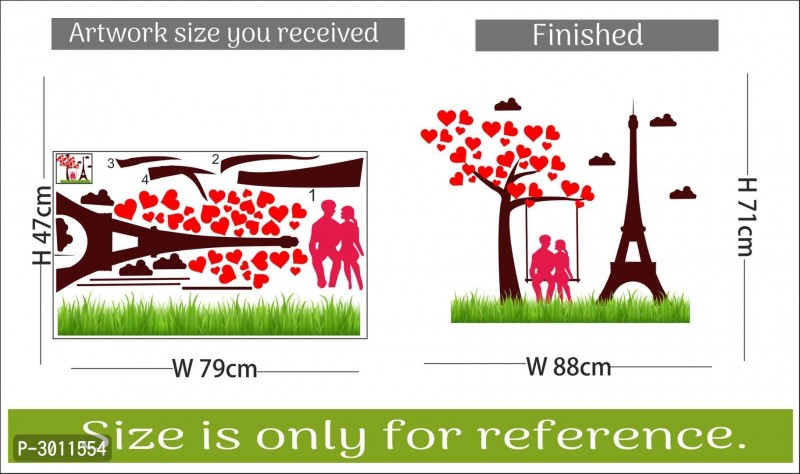 Artwork size you received
Finished
3
2
4
1
H 47cm
W 79cm
H 71cm
W 88cm
Size is only for reference.
P-3011554